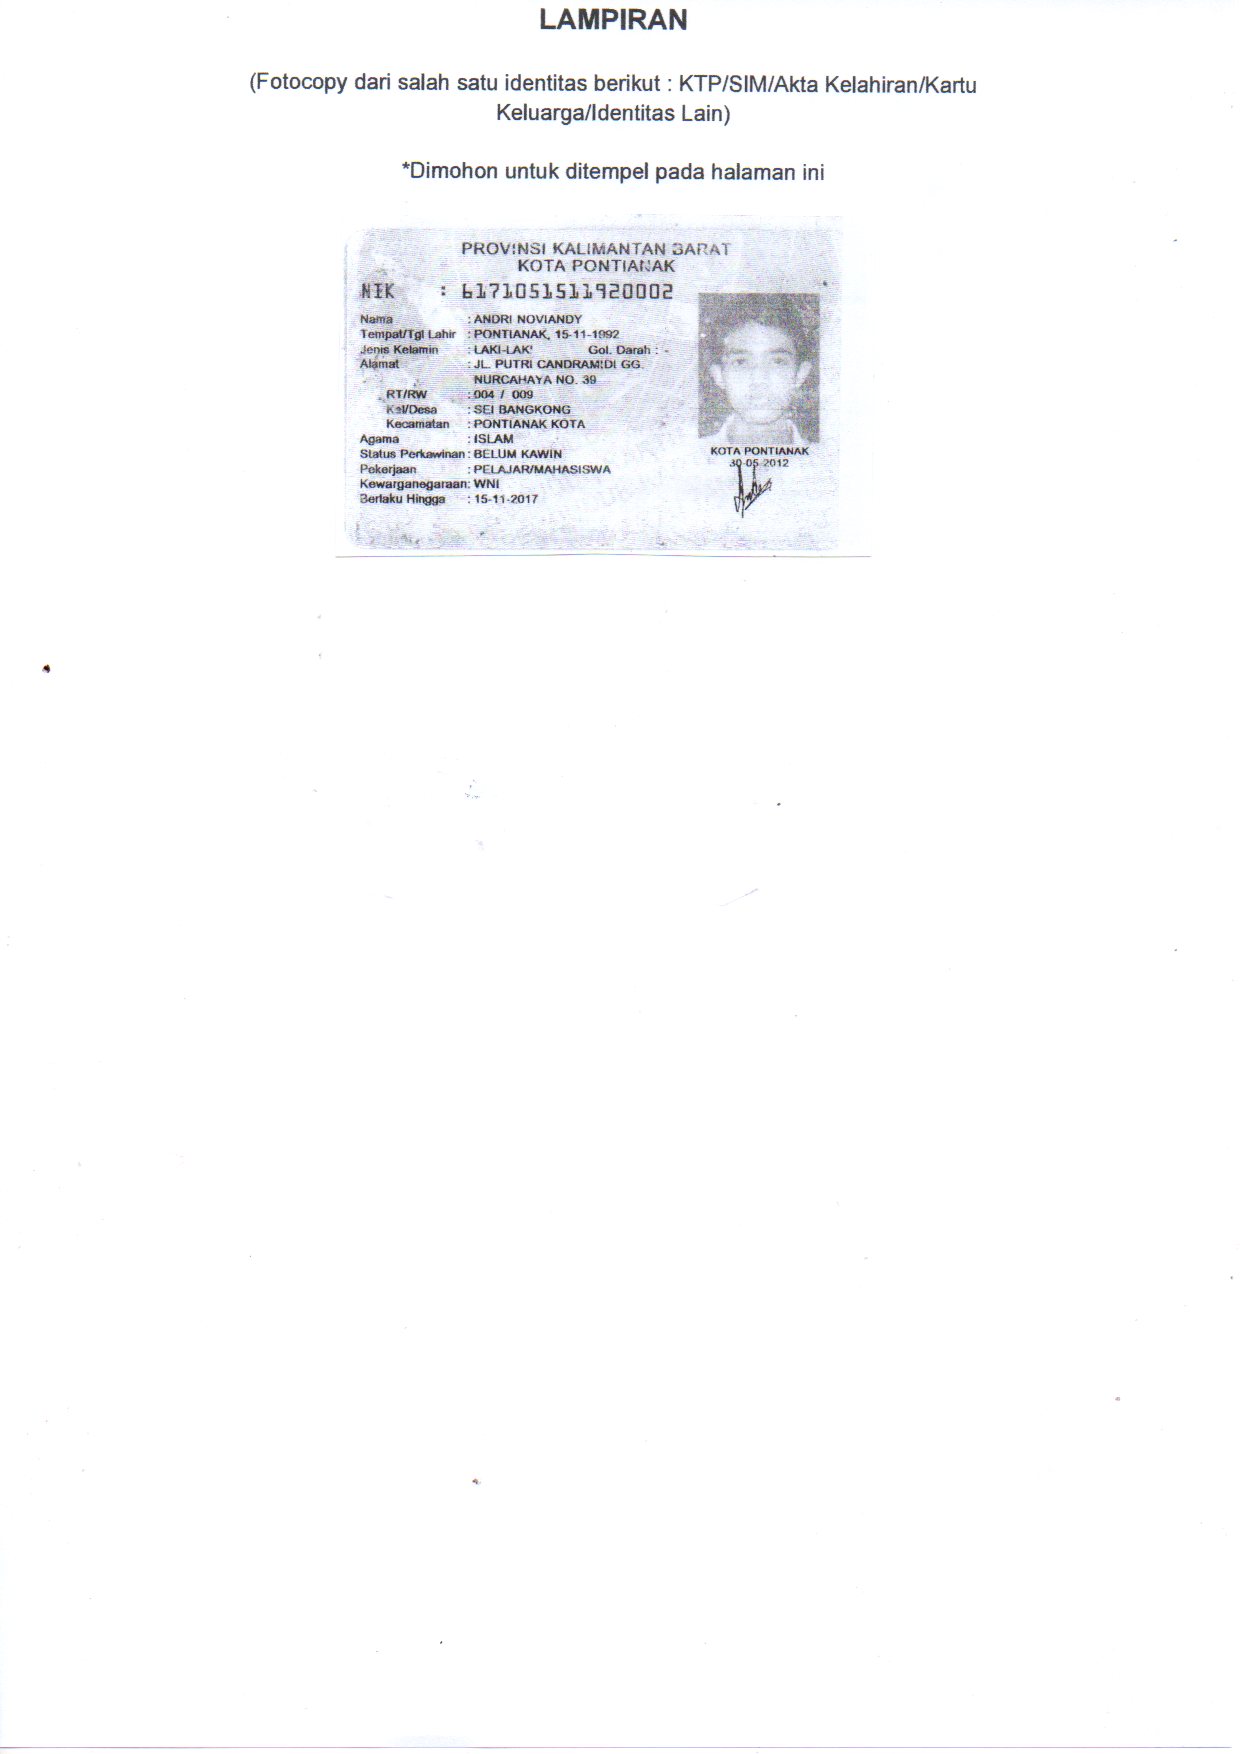 LAMPIRAN
(Fotocopy dari salah satu identitas berikut : KTP/SIM/Akta Kelahiran/Kartu
Keluarga/Identitas Lain)
*Dimohon untuk ditempel pada halaman ini
PROVINSI KALIMANTAN BARAT
KOTA PONTIANAK
NIK : 6171051511920002
Nama : ANDRI NOVIANDY
Tempat/Tgl Lahir : PONTIANAK, 15-11-1992
Jenis Kelamin : LAKI-LAKI Gol. Darah : -
Alamat : JL. PUTRI CANDRAMIDI GG.
NURCAHAYA NO. 39
RT/RW : 004 / 009
Kel/Desa : SEI BANGKONG
Kecamatan : PONTIANAK KOTA
Agama : ISLAM
Status Perkawinan : BELUM KAWIN
Pekerjaan : PELAJAR/MAHASISWA
Kewarganegaraan: WNI
Berlaku Hingga : 15-11-2017
KOTA PONTIANAK
30-05-2012